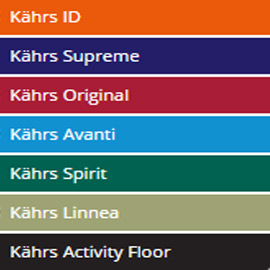 Kährs ID
Kährs Supreme
Kährs Original
Kährs Avanti
Kährs Spirit
Kährs Linnea
Kährs Activity Floor